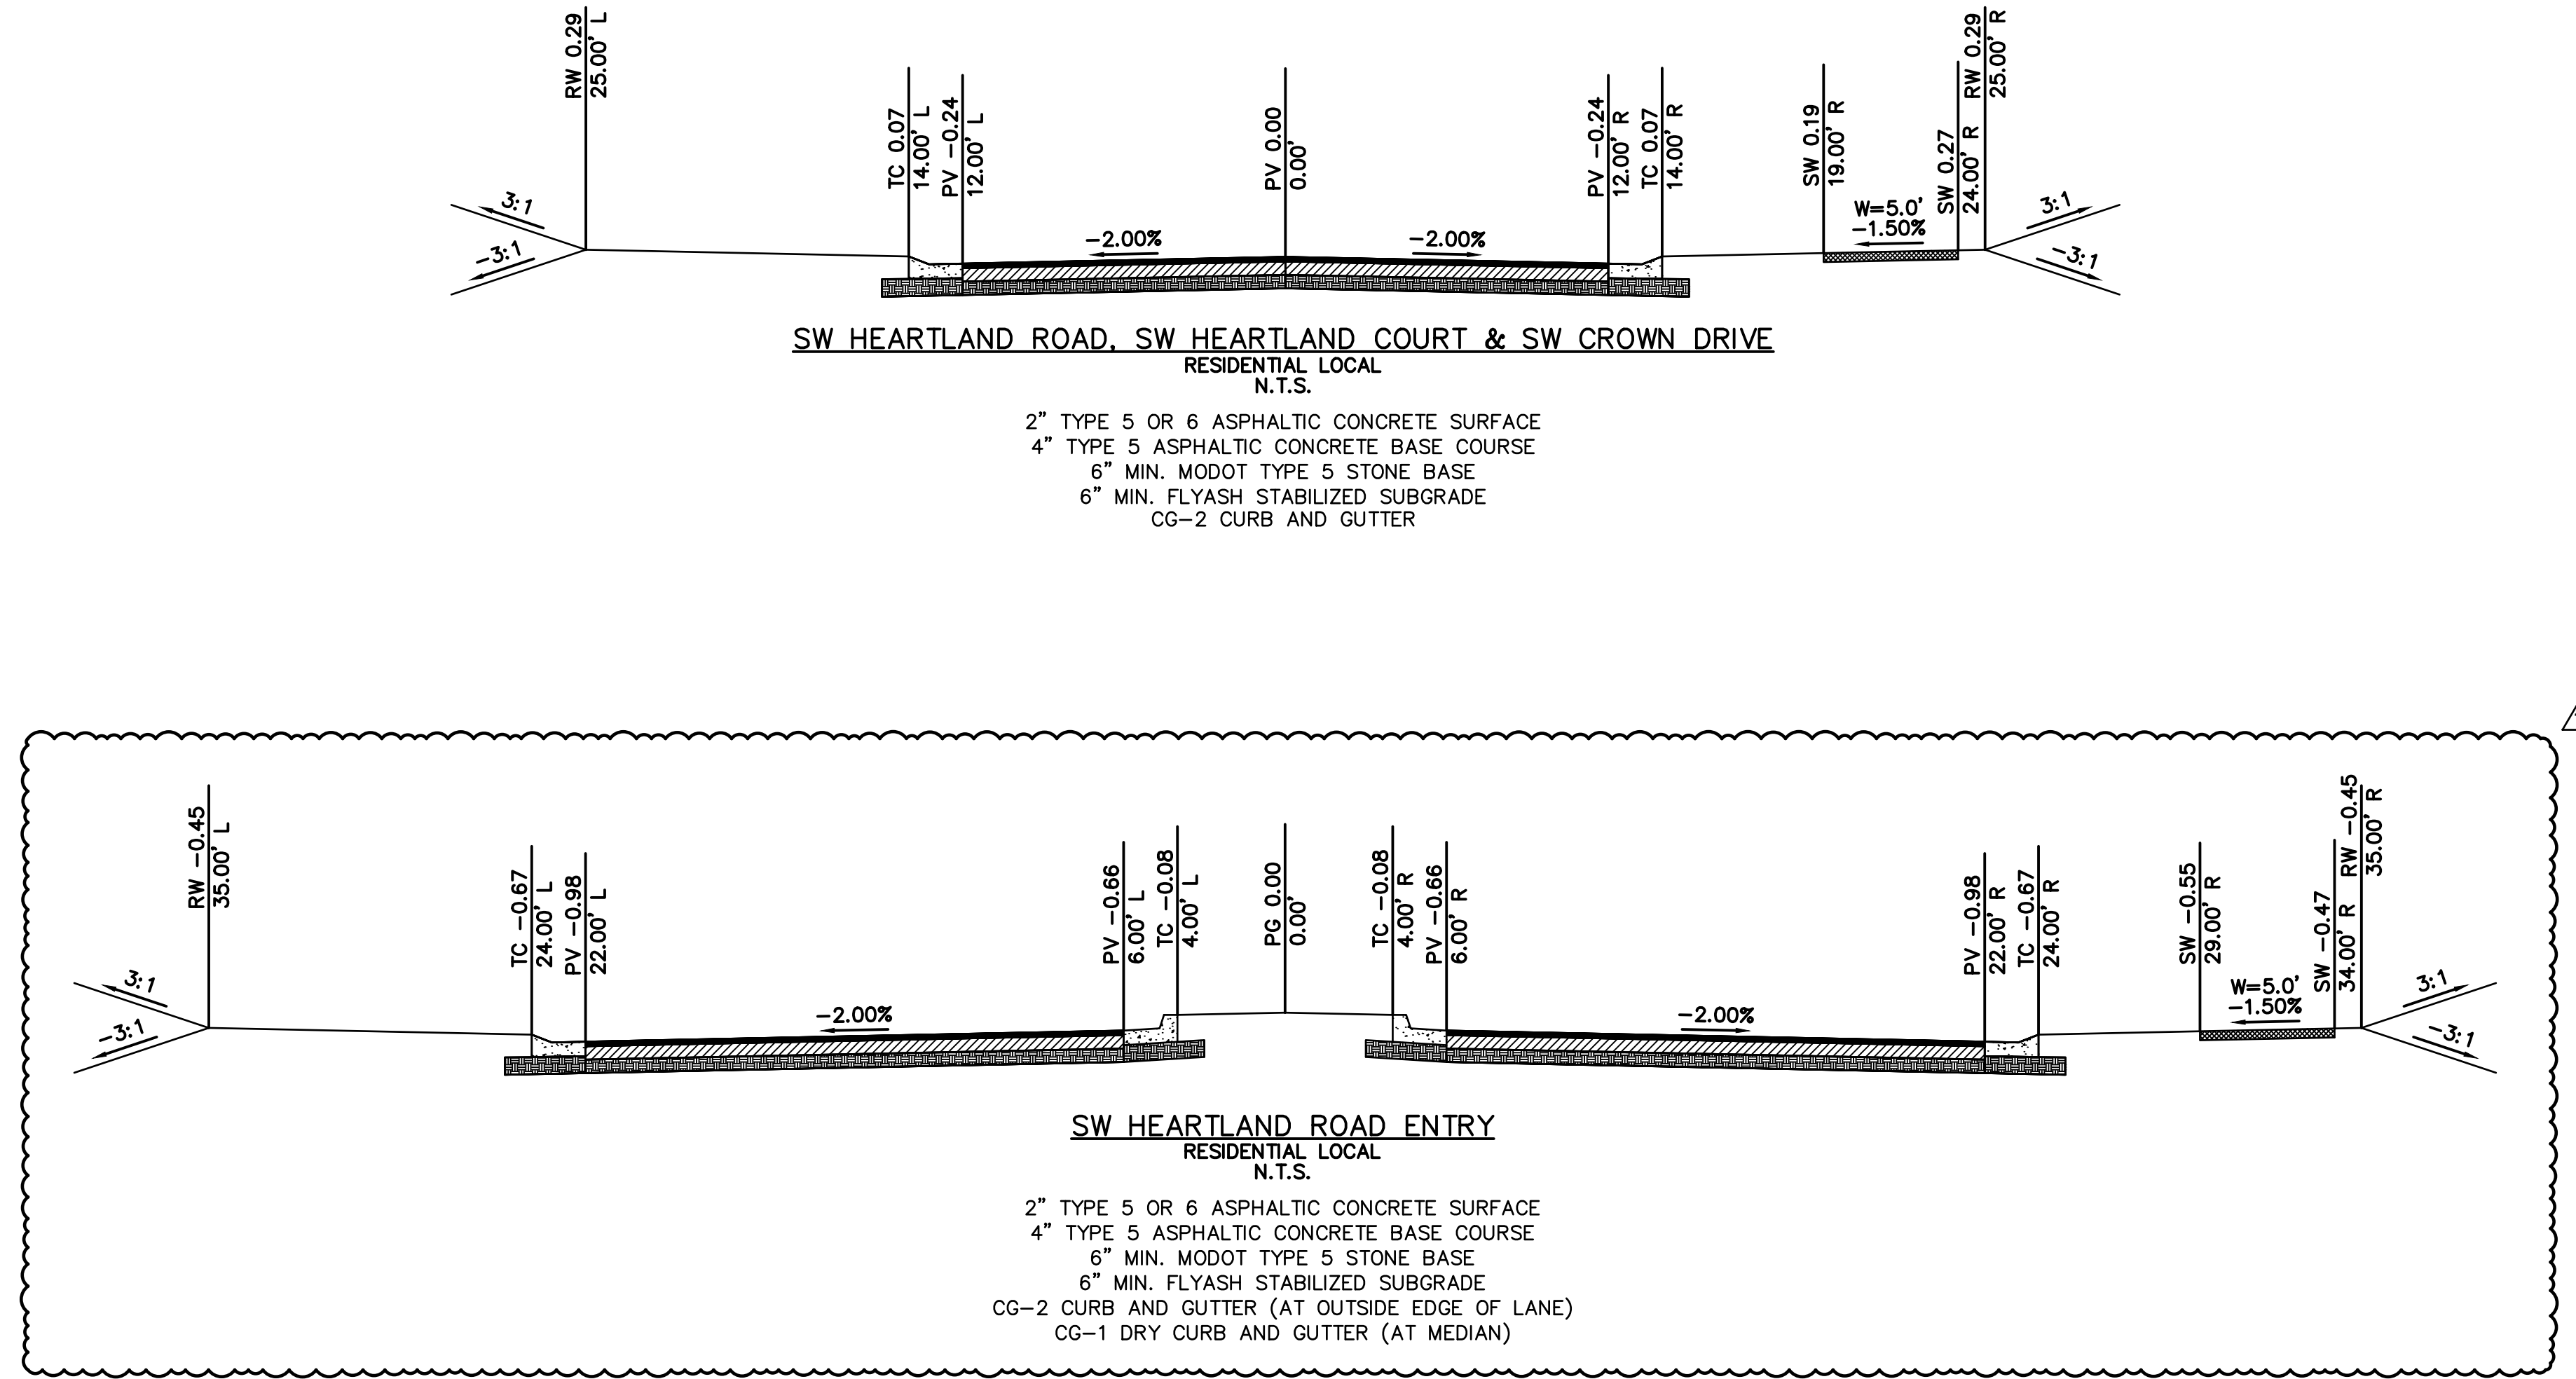 RW 0.29
25.00' L
TC 0.07
14.00' L
PV -0.24
12.00' L
PV 0.00
0.00'
PV -0.24
12.00' R
TC 0.07
14.00' R
SW 0.19
19.00' R
SW 0.27
24.00' R
RW 0.29
25.00' R
3:1
-3:1
-2.00%
-2.00%
W=5.0'
-1.50%
3:1
-3:1
SW HEARTLAND ROAD, SW HEARTLAND COURT & SW CROWN DRIVE
RESIDENTIAL LOCAL
N.T.S.
2" TYPE 5 OR 6 ASPHALTIC CONCRETE SURFACE
4" TYPE 5 ASPHALTIC CONCRETE BASE COURSE
6" MIN. MODOT TYPE 5 STONE BASE
6" MIN. FLYASH STABILIZED SUBGRADE
CG-2 CURB AND GUTTER
RW -0.45
35.00' L
TC -0.67
24.00' L
PV -0.98
22.00' L
PV -0.66
6.00' L
TC -0.08
4.00' L
PG 0.00
0.00'
TC -0.08
4.00' R
PV -0.66
6.00' R
PV -0.98
22.00' R
TC -0.67
24.00' R
SW -0.55
29.00' R
SW -0.47
34.00' R
RW -0.45
35.00' R
3:1
-3:1
-2.00%
-2.00%
W=5.0'
-1.50%
3:1
-3:1
SW HEARTLAND ROAD ENTRY
RESIDENTIAL LOCAL
N.T.S.
2" TYPE 5 OR 6 ASPHALTIC CONCRETE SURFACE
4" TYPE 5 ASPHALTIC CONCRETE BASE COURSE
6" MIN. MODOT TYPE 5 STONE BASE
6" MIN. FLYASH STABILIZED SUBGRADE
CG-2 CURB AND GUTTER (AT OUTSIDE EDGE OF LANE)
CG-1 DRY CURB AND GUTTER (AT MEDIAN)